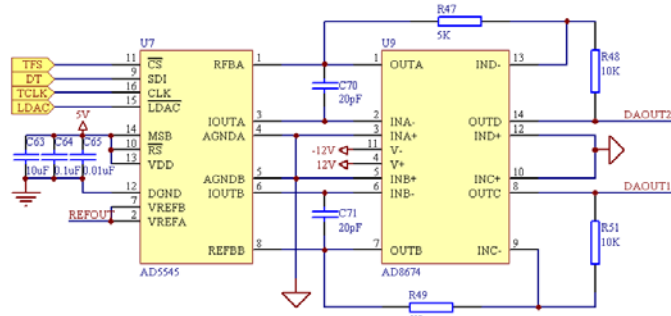 R47
5K
U7
U9
TFS
DT
TCLK
LDAC
11
9
16
15
CS
SDI
CLK
LDAC
RFBA
1
1
OUTA
IND-
13
R48
10K
C70
20pF
IOUTA
3
2
INA-
OUTD
14
DAOUT2
5V
14
MSB
AGNDA
4
3
INA+
IND+
12
10
RS
-12V
11
V-
C63
C64
C65
13
VDD
12V
4
V+
10uF
0.1uF
0.01uF
AGNDB
5
5
INB+
INC+
10
12
DGND
IOUTB
6
6
INB-
OUTC
8
DAOUT1
7
VREFB
REFOUT
2
VREFA
C71
20pF
R51
10K
REFBB
8
7
OUTB
INC-
9
AD5545
AD8674
R49